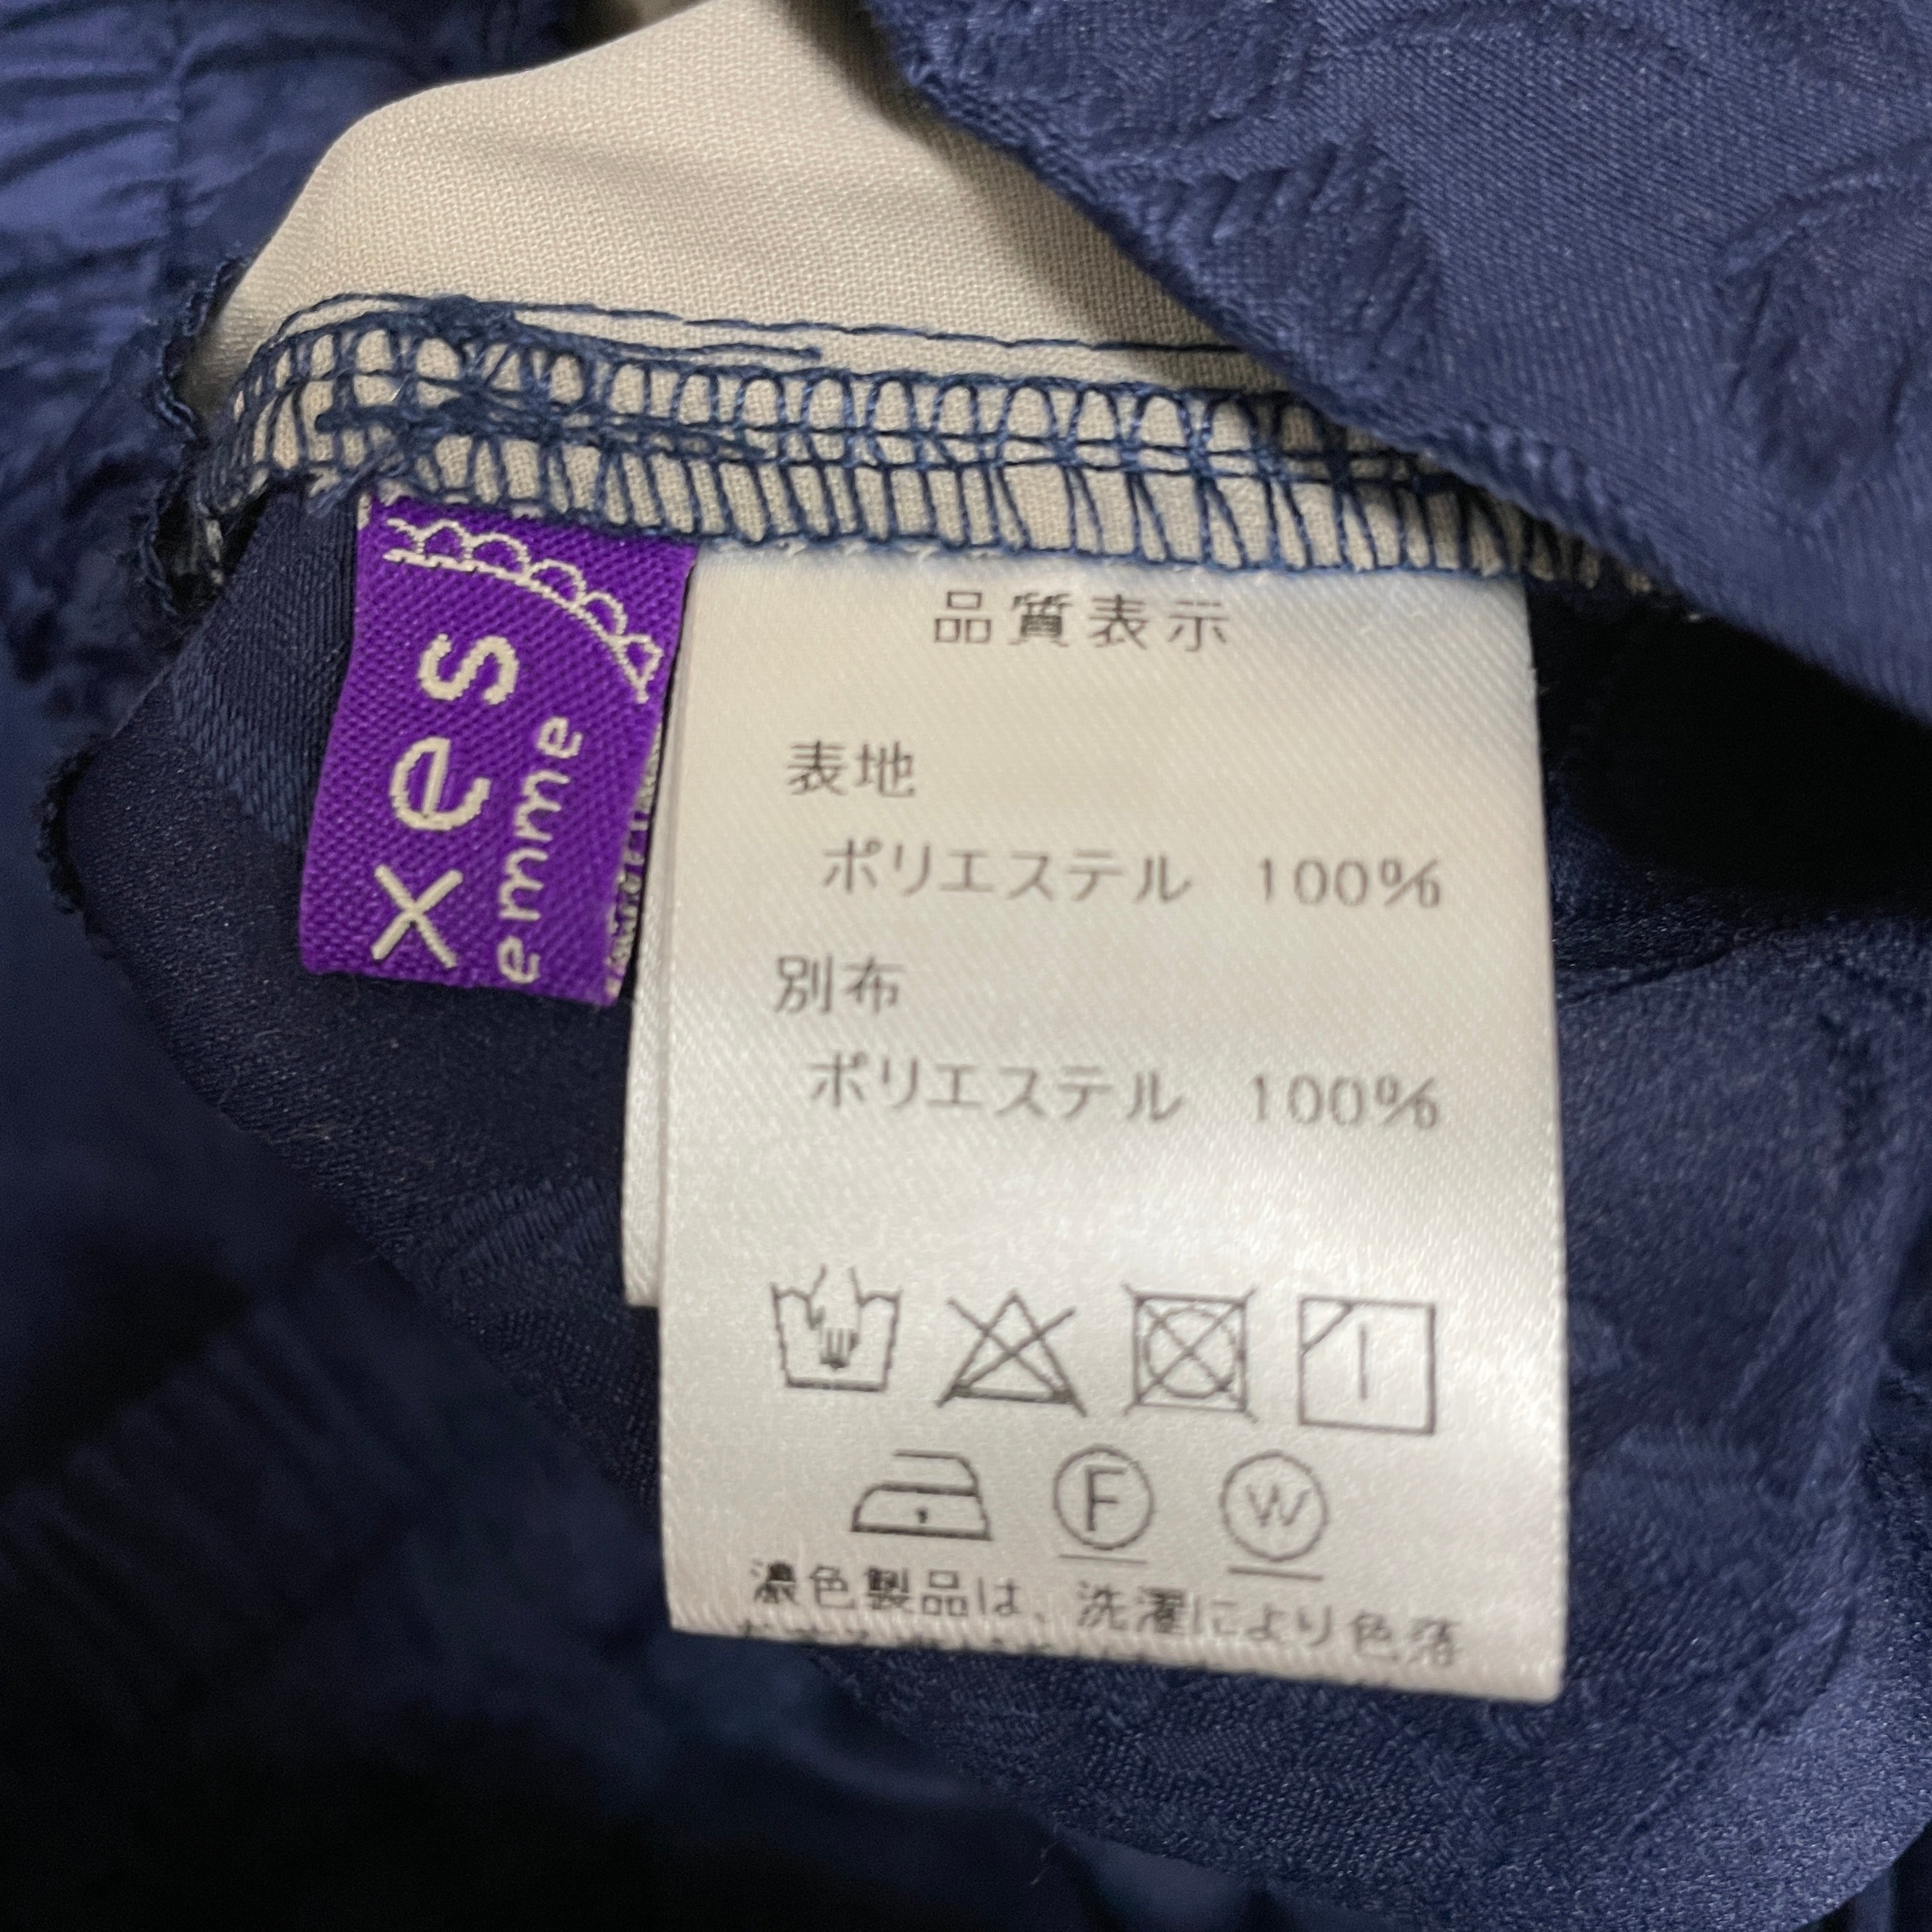 xes
emme
品質表示
表地
ポリエステル 100%
別布
ポリエステル 100%
F W
濃色製品は、洗濯により色落